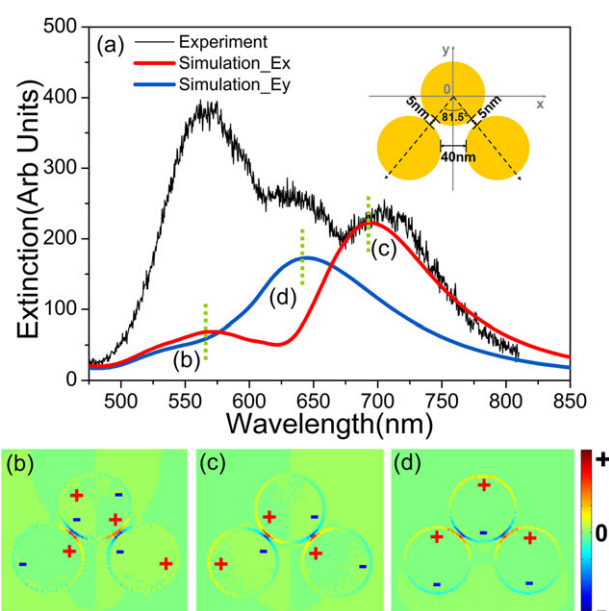 (a)
Experiment
Simulation_Ex
Simulation_Ey
y
0
x
5nm
81.5°
5nm
40nm
500
400
300
200
100
0
Extinction(Arb Units)
(b)
(d)
(c)
500 550 600 650 700 750 800 850
Wavelength(nm)
(b) (c) (d)
+ - + - + - - +
+ - + - + -
+ - + + - -
+
0
-